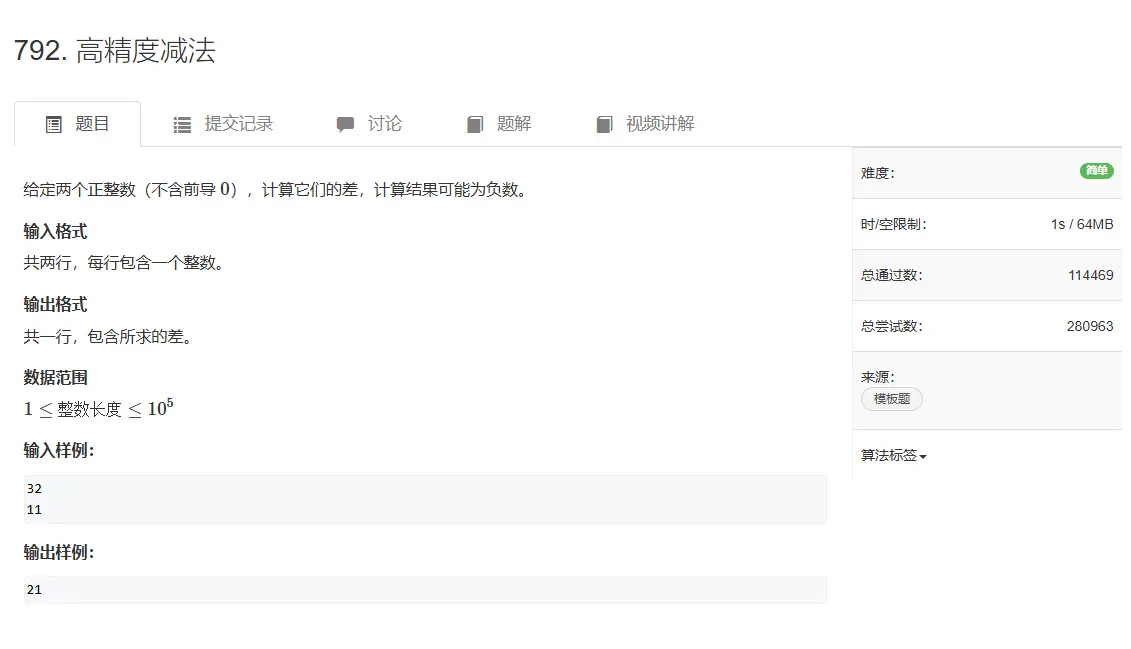 792. 高精度减法
题目 提交记录 讨论 题解 视频讲解
给定两个正整数（不含前导 0），计算它们的差，计算结果可能为负数。
输入格式
共两行，每行包含一个整数。
输出格式
共一行，包含所求的差。
数据范围
1 ≤ 整数长度 ≤ 10⁵
输入样例：
32
11
输出样例：
21
难度： 简单
时/空限制： 1s / 64MB
总通过数： 114469
总尝试数： 280963
来源：
模板题
算法标签